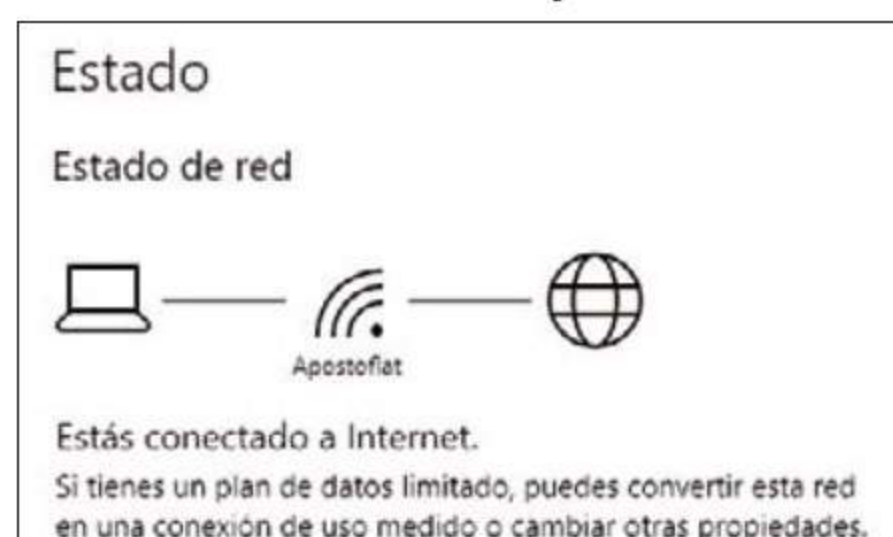 Estado
Estado de red
Apostoflat
Estás conectado a Internet.
Si tienes un plan de datos limitado, puedes convertir esta red
en una conexión de uso medido o cambiar otras propiedades.